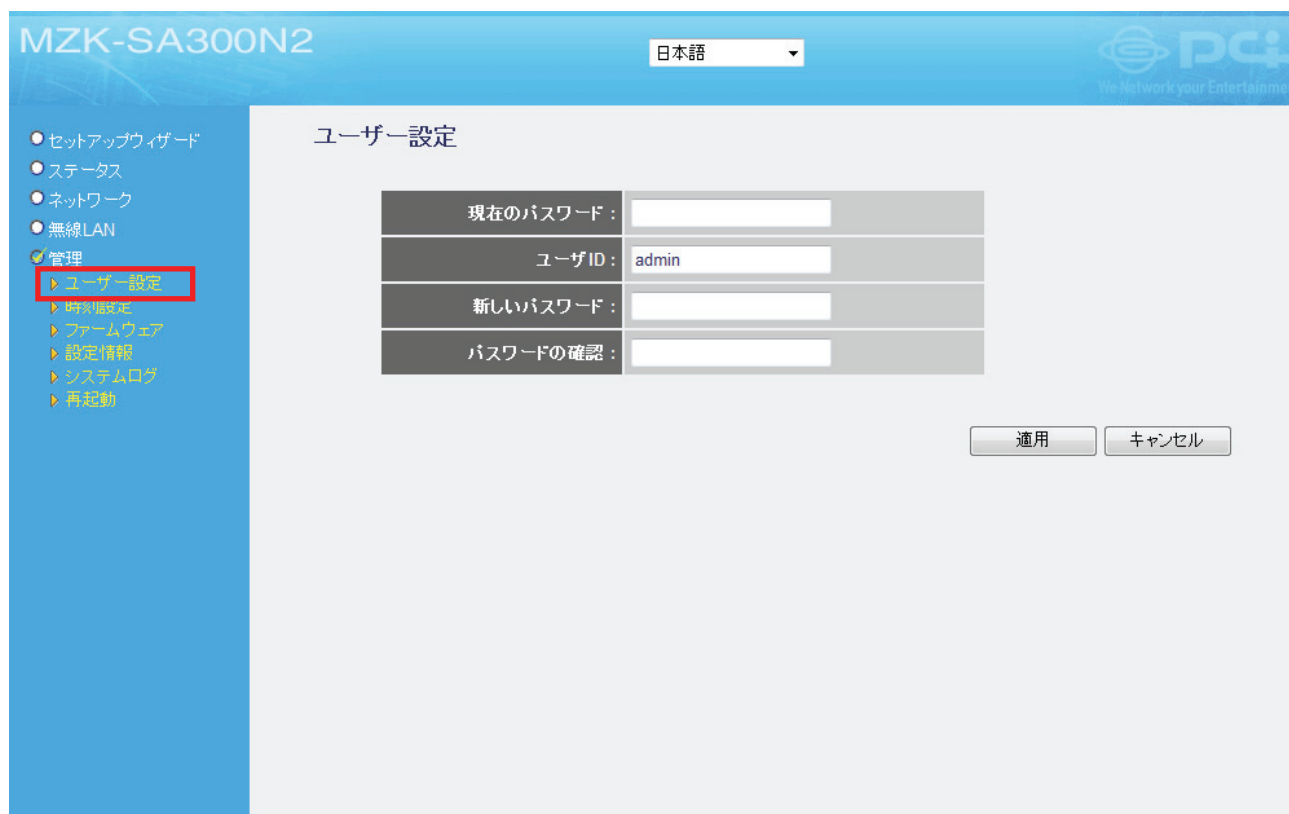 MZK-SA300N2
日本語
PCi
We Network your Entertainme
セットアップウィザード
ステータス
ネットワーク
無線LAN
管理
ユーザー設定
時刻設定
ファームウェア
設定情報
システムログ
再起動
ユーザー設定
現在のパスワード：
ユーザID： admin
新しいパスワード：
パスワードの確認：
適用 キャンセル